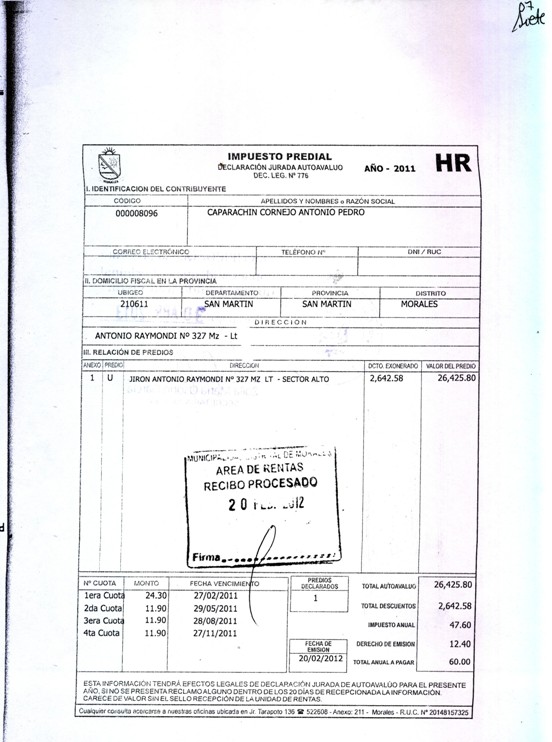 7
Siete
IMPUESTO PREDIAL
DECLARACIÓN JURADA AUTOAVALUO
DEC. LEG. Nº 776
AÑO - 2011
HR
I. IDENTIFICACION DEL CONTRIBUYENTE
CODIGO APELLIDOS Y NOMBRES o RAZÓN SOCIAL
000008096 CAPARACHIN CORNEJO ANTONIO PEDRO
CORREO ELECTRÓNICO TELÉFONO Nº DNI / RUC
II. DOMICILIO FISCAL EN LA PROVINCIA
UBIGEO DEPARTAMENTO PROVINCIA DISTRITO
210611 SAN MARTIN SAN MARTIN MORALES
DIRECCION
ANTONIO RAYMONDI Nº 327 Mz - Lt
III. RELACIÓN DE PREDIOS
ANEXO PREDIO DIRECCION DCTO. EXONERADO VALOR DEL PREDIO
1 U JIRON ANTONIO RAYMONDI Nº 327 MZ LT - SECTOR ALTO 2,642.58 26,425.80
DE MORALES
AREA DE RENTAS
RECIBO PROCESADO
20 FEB. 2012
Firma
Nº CUOTA MONTO FECHA VENCIMIENTO
1era Cuota 24.30 27/02/2011
2da Cuota 11.90 29/05/2011
3era Cuota 11.90 28/08/2011
4ta Cuota 11.90 27/11/2011
PREDIOS DECLARADOS
1
FECHA DE EMISION
20/02/2012
TOTAL AUTOAVALUO 26,425.80
TOTAL DESCUENTOS 2,642.58
IMPUESTO ANUAL 47.60
DERECHO DE EMISION 12.40
TOTAL ANUAL A PAGAR 60.00
ESTA INFORMACIÓN TENDRÁ EFECTOS LEGALES DE DECLARACIÓN JURADA DE AUTOAVALÚO PARA EL PRESENTE
AÑO, SI NO SE PRESENTA RECLAMO ALGUNO DENTRO DE LOS 20 DÍAS DE RECEPCIONADA LA INFORMACIÓN.
CARECE DE VALOR SIN EL SELLO RECEPCIÓN DE LA UNIDAD DE RENTAS.
Cualquier consulta acercarse a nuestras oficinas ubicada en Jr. Tarapoto 136 ☎ 522608 - Anexo: 211 - Morales - R.U.C. Nº 20148157325